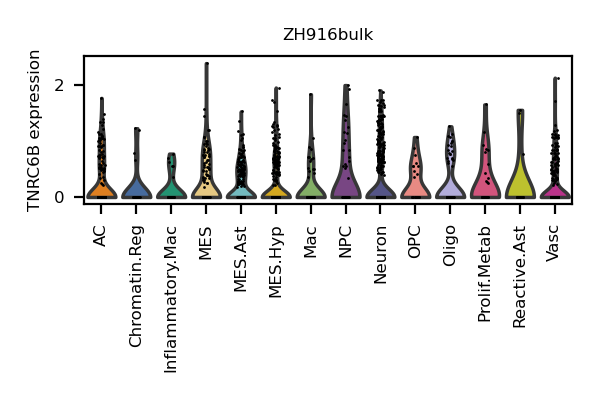 ZH916bulk
TNRC6B expression
2
0
AC
Chromatin.Reg
Inflammatory.Mac
MES
MES.Ast
MES.Hyp
Mac
NPC
Neuron
OPC
Oligo
Prolif.Metab
Reactive.Ast
Vasc